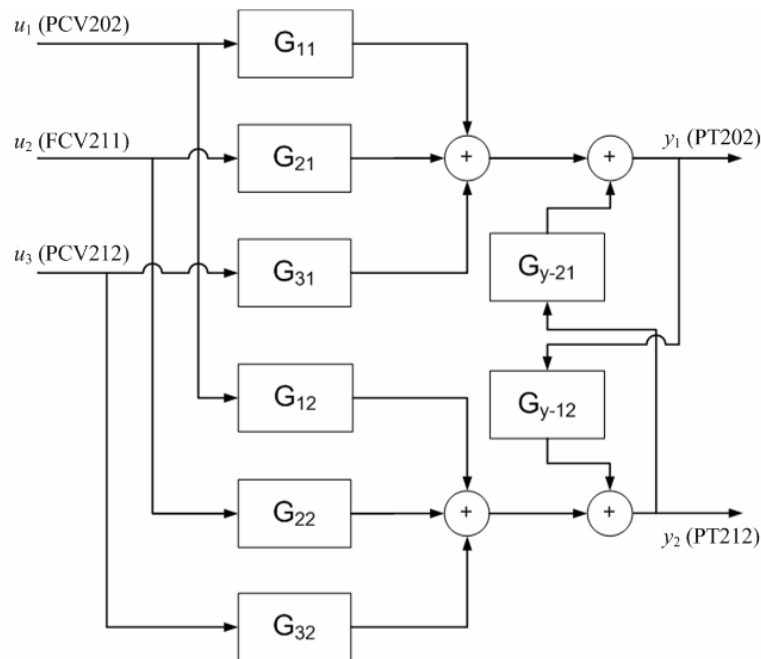 u₁ (PCV202)
G₁₁
u₂ (FCV211)
G₂₁
+
+
y₁ (PT202)
u₃ (PCV212)
G₃₁
Gy-21
G₁₂
Gy-12
G₂₂
+
+
y₂ (PT212)
G₃₂